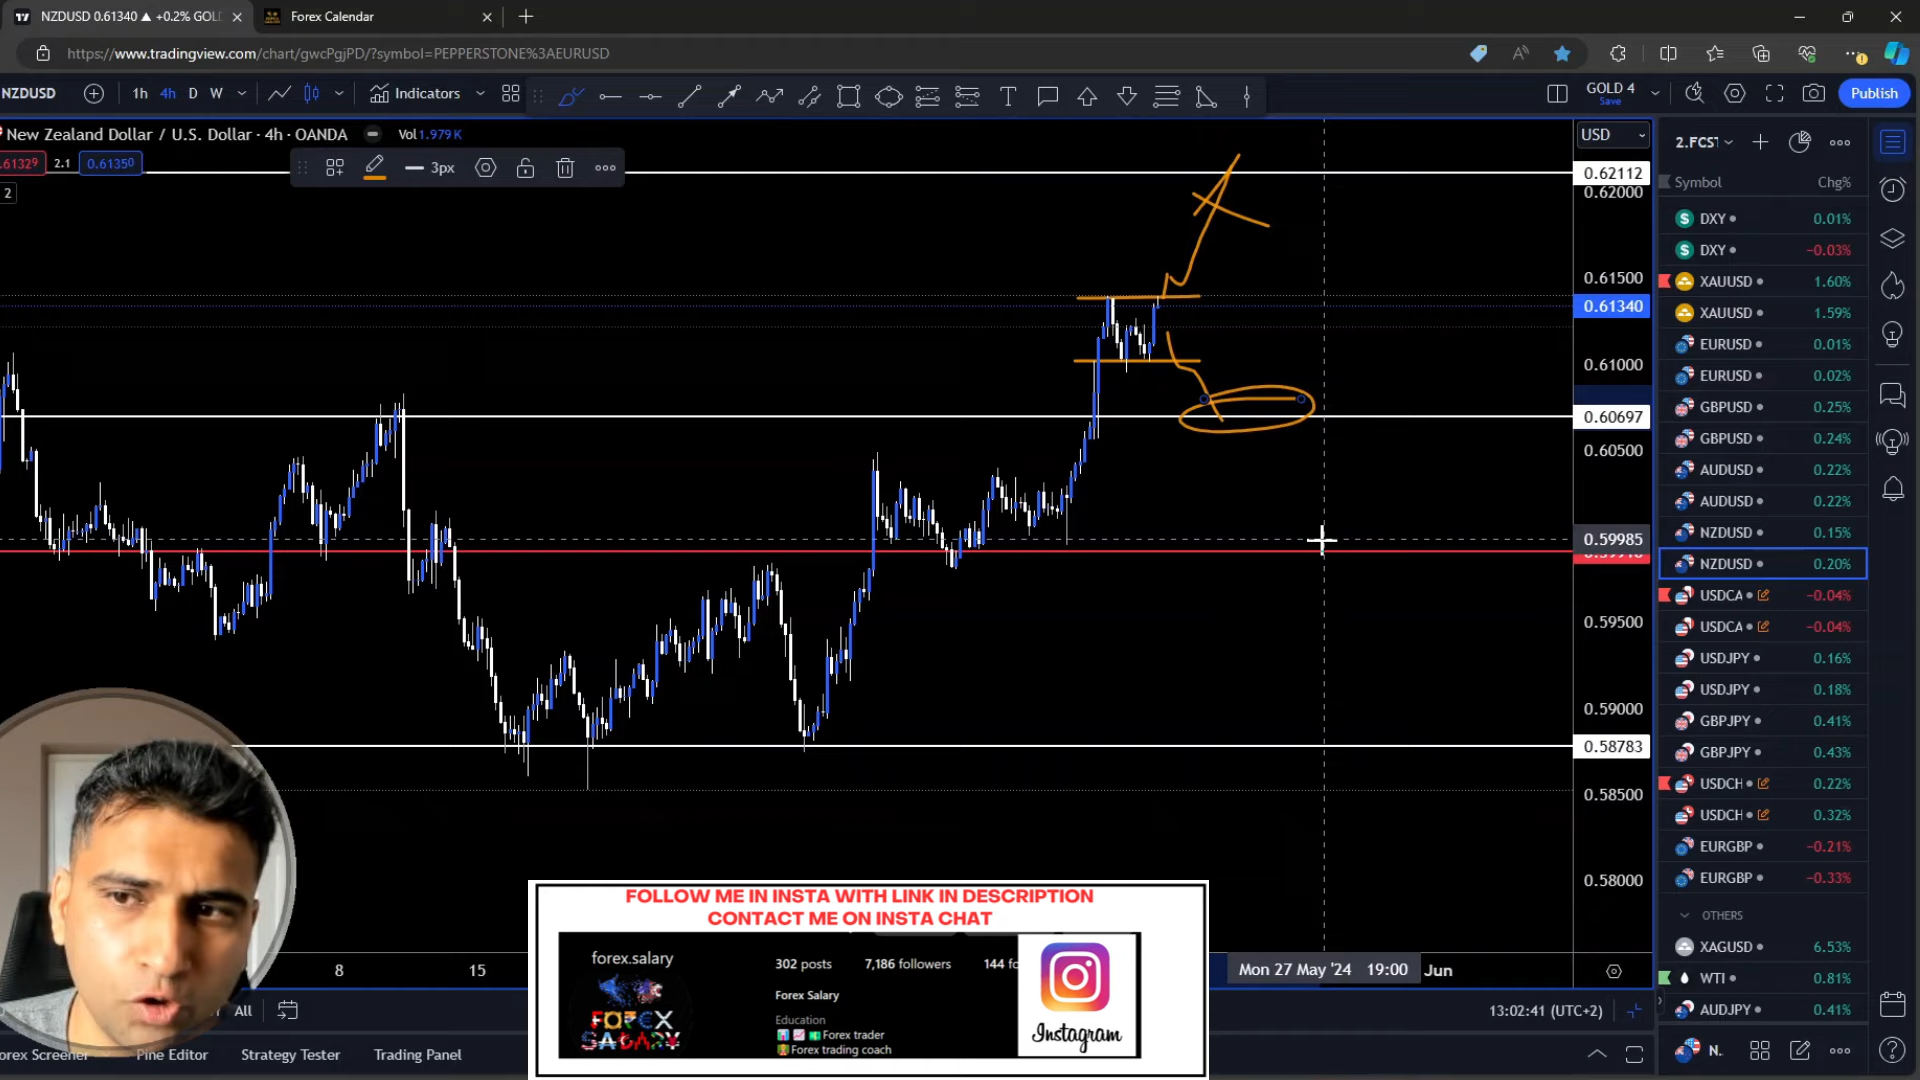 NZDUSD 0.61340 ▲ +0.2% GOL
Forex Calendar
https://www.tradingview.com/chart/gwcPgjPD/?symbol=PEPPERSTONE%3AEURUSD
NZDUSD
1h 4h D W
Indicators
GOLD 4
Save
Publish
New Zealand Dollar / U.S. Dollar · 4h · OANDA
Vol 1.979 K
.61329 2.1 0.61350
3px
2
USD
0.62112
0.62000
0.61500
0.61340
0.61000
0.60697
0.60500
0.59985
0.59500
0.59000
0.58783
0.58500
0.58000
2.FCST
Symbol Chg%
DXY 0.01%
DXY −0.03%
XAUUSD 1.60%
XAUUSD 1.59%
EURUSD 0.01%
EURUSD 0.02%
GBPUSD 0.25%
GBPUSD 0.24%
AUDUSD 0.22%
AUDUSD 0.22%
NZDUSD 0.15%
NZDUSD 0.20%
USDCA −0.04%
USDCA −0.04%
USDJPY 0.16%
USDJPY 0.18%
GBPJPY 0.41%
GBPJPY 0.43%
USDCH 0.22%
USDCH 0.32%
EURGBP −0.21%
EURGBP −0.33%
OTHERS
XAGUSD 6.53%
WTI 0.81%
AUDJPY 0.41%
N.
8 15
Mon 27 May '24 19:00 Jun
All
13:02:41 (UTC+2)
orex Screener Pine Editor Strategy Tester Trading Panel
FOLLOW ME IN INSTA WITH LINK IN DESCRIPTION
CONTACT ME ON INSTA CHAT
forex.salary
302 posts 7,186 followers 144 fo
Forex Salary
Education
Forex trader
Forex trading coach
FOREX
SALARY
Instagram